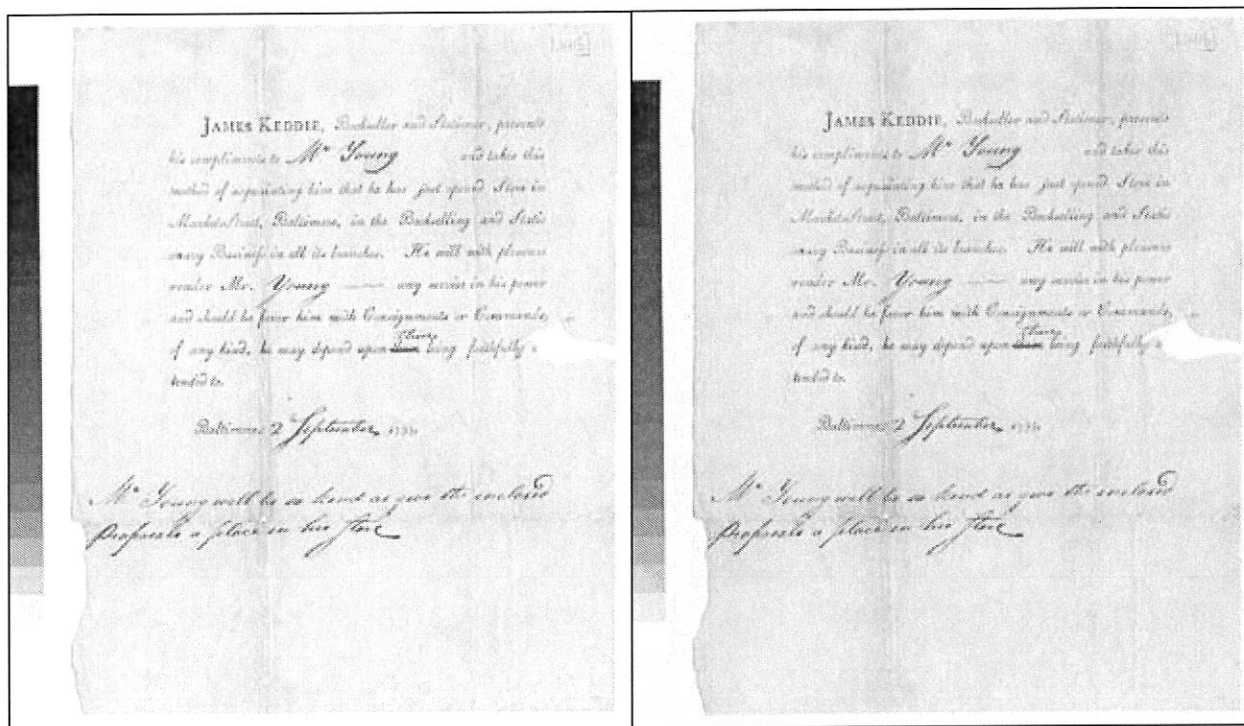 JAMES KEDDIE, Bookseller and Stationer, presents
his compliments to Mr. Young and takes this
method of acquainting him that he has just opened Store in
Market-Street, Baltimore, in the Bookselling and Statio
onary Business in all its branches. He will with pleasure
render Mr. Young any service in his power
and should he favor him with Consignments or Commands,
of any kind, he may depend upon their being faithfully a
tended to.
Baltimore 2d September
Mr. Young will be so kind as give the enclosed
Proposals a place in his store
JAMES KEDDIE, Bookseller and Stationer, presents
his compliments to Mr. Young and takes this
method of acquainting him that he has just opened Store in
Market-Street, Baltimore, in the Bookselling and Statio
onary Business in all its branches. He will with pleasure
render Mr. Young any service in his power
and should he favor him with Consignments or Commands,
of any kind, he may depend upon their being faithfully a
tended to.
Baltimore 2d September
Mr. Young will be so kind as give the enclosed
Proposals a place in his store